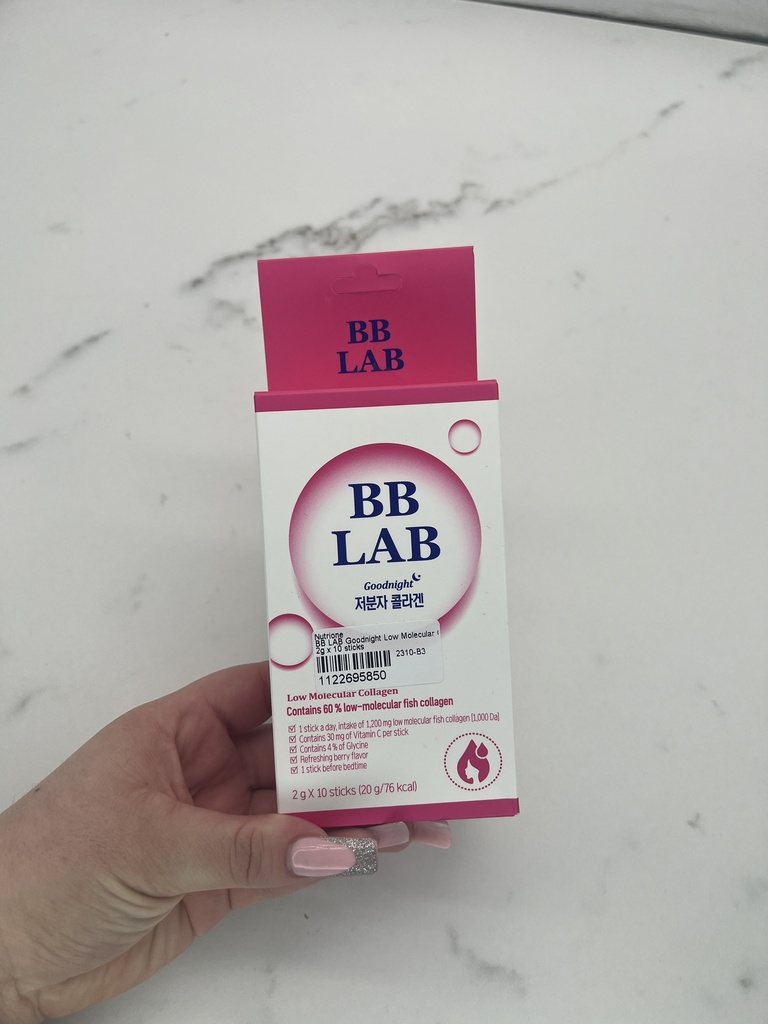 BB
LAB
BB
LAB
Goodnight
저분자 콜라겐
Nutrione
BB LAB Goodnight Low Molecular
2g x 10 sticks
2310-B3
1122695850
Low Molecular Collagen
Contains 60 % low-molecular fish collagen
1 stick a day, intake of 1,200 mg low molecular fish collagen (1,000 Da)
Contains 30 mg of Vitamin C per stick
Contains 4 % of Glycine
Refreshing berry flavor
1 stick before bedtime
2 g X 10 sticks (20 g/76 kcal)